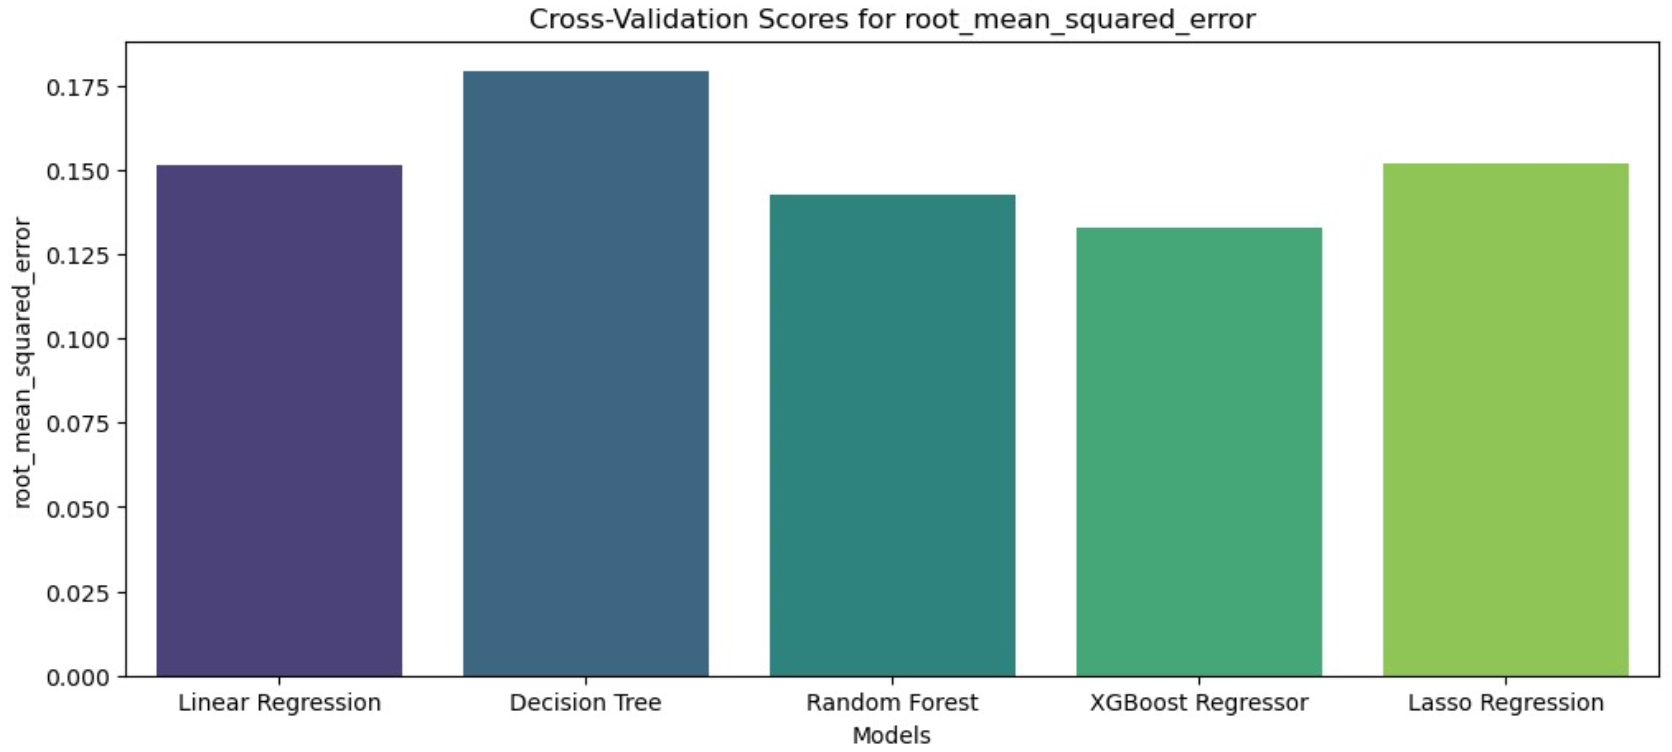 Cross-Validation Scores for root_mean_squared_error
root_mean_squared_error
0.175
0.150
0.125
0.100
0.075
0.050
0.025
0.000
Linear Regression
Decision Tree
Random Forest
XGBoost Regressor
Lasso Regression
Models